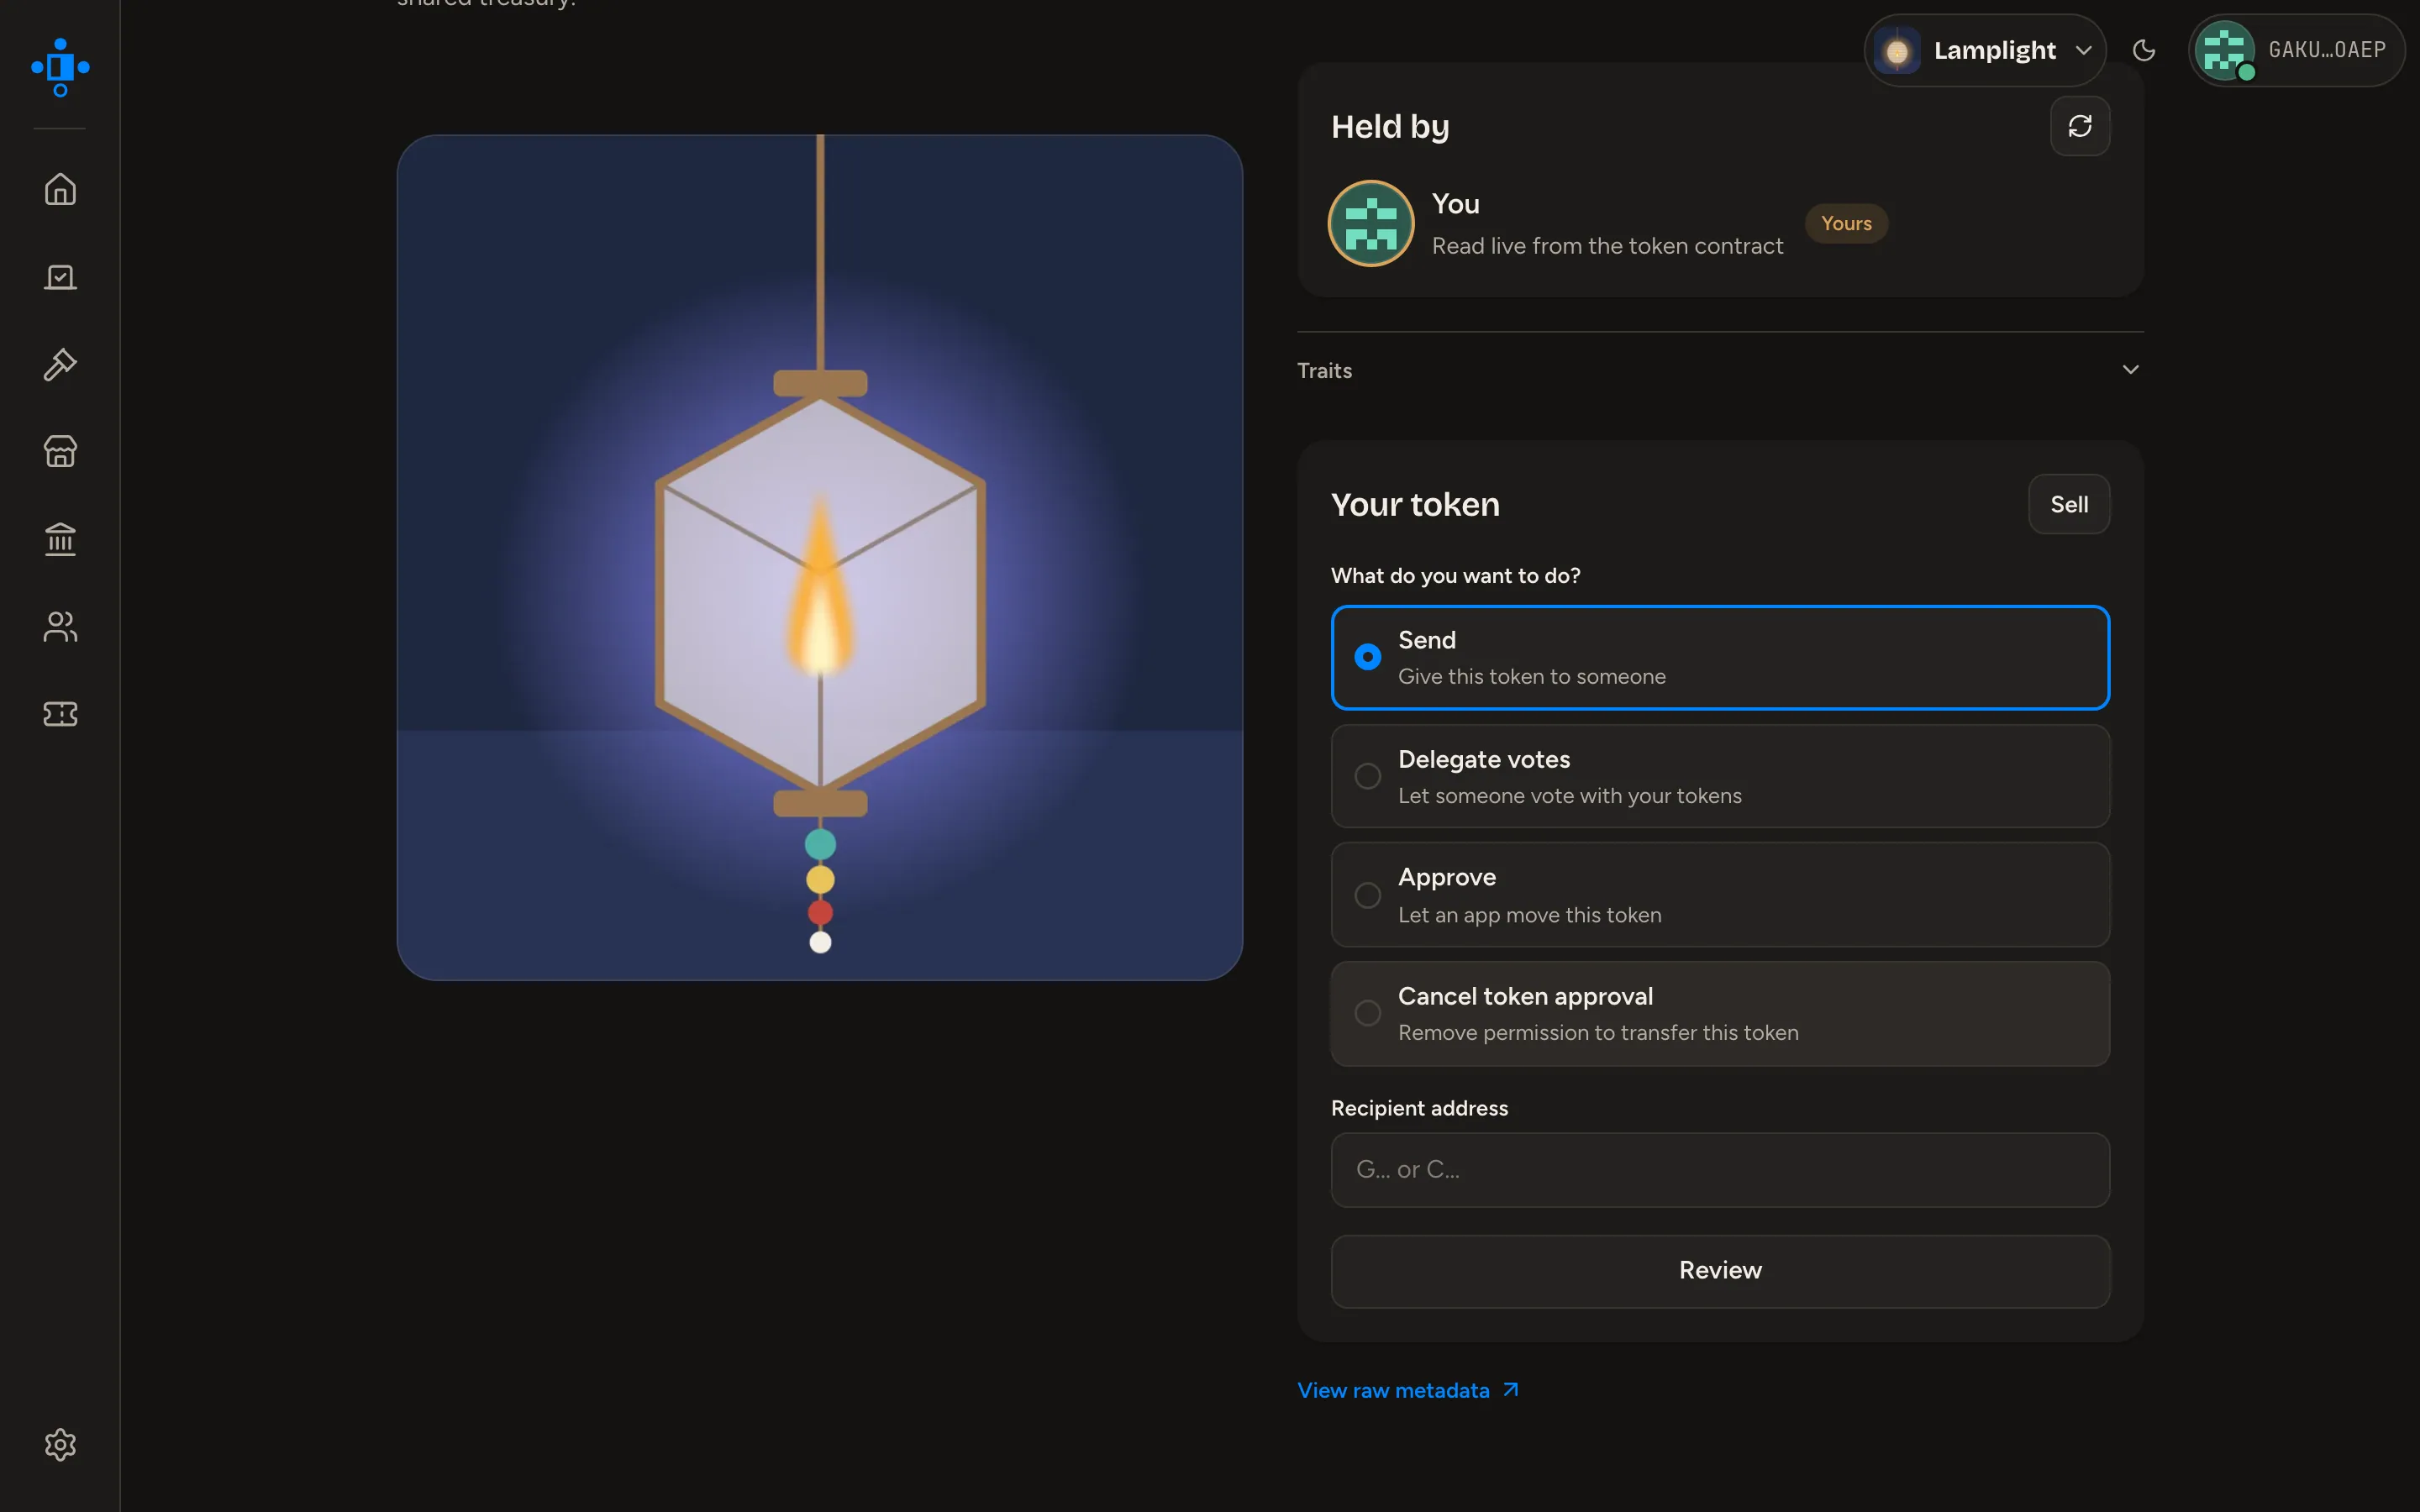 shared treasury.
Lamplight
GAKU...OAEP
Held by
You
Read live from the token contract
Yours
Traits
Your token
Sell
What do you want to do?
Send
Give this token to someone
Delegate votes
Let someone vote with your tokens
Approve
Let an app move this token
Cancel token approval
Remove permission to transfer this token
Recipient address
G... or C...
Review
View raw metadata